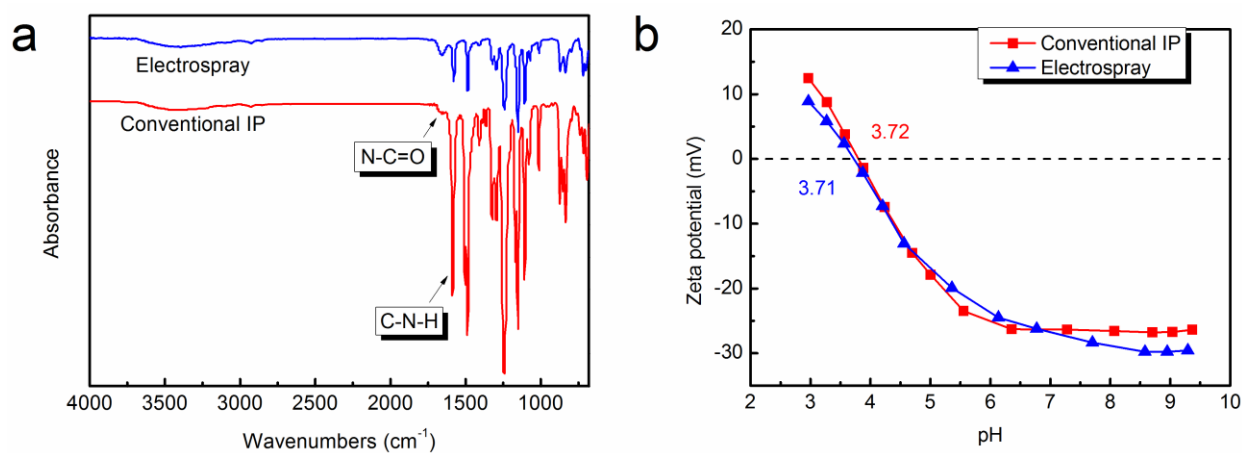 a
Absorbance
Electrospray
Conventional IP
N-C=O
C-N-H
4000 3500 3000 2500 2000 1500 1000
Wavenumbers (cm⁻¹)
b
Zeta potential (mV)
20
10
0
-10
-20
-30
Conventional IP
Electrospray
3.72
3.71
2 3 4 5 6 7 8 9 10
pH